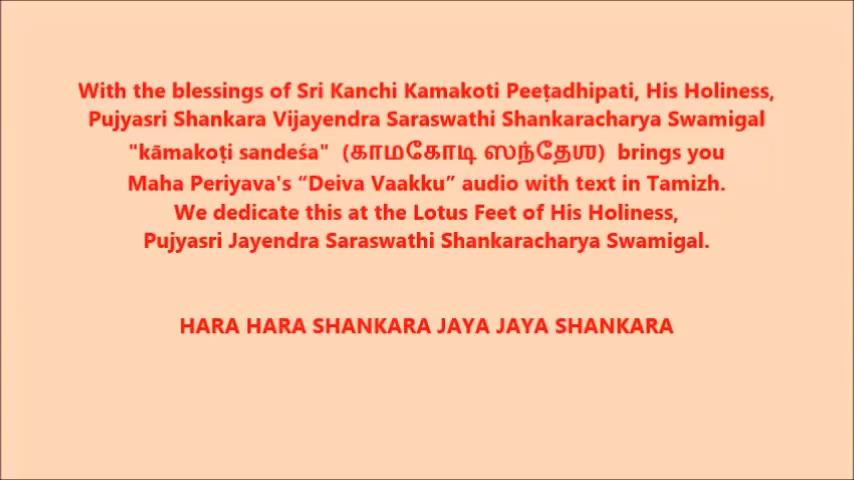 With the blessings of Sri Kanchi Kamakoti Peeṭadhipati, His Holiness,
Pujyasri Shankara Vijayendra Saraswathi Shankaracharya Swamigal
"kāmakoṭi sandeśa" (காமகோடி ஸந்தேஶ) brings you
Maha Periyava's “Deiva Vaakku” audio with text in Tamizh.
We dedicate this at the Lotus Feet of His Holiness,
Pujyasri Jayendra Saraswathi Shankaracharya Swamigal.
HARA HARA SHANKARA JAYA JAYA SHANKARA